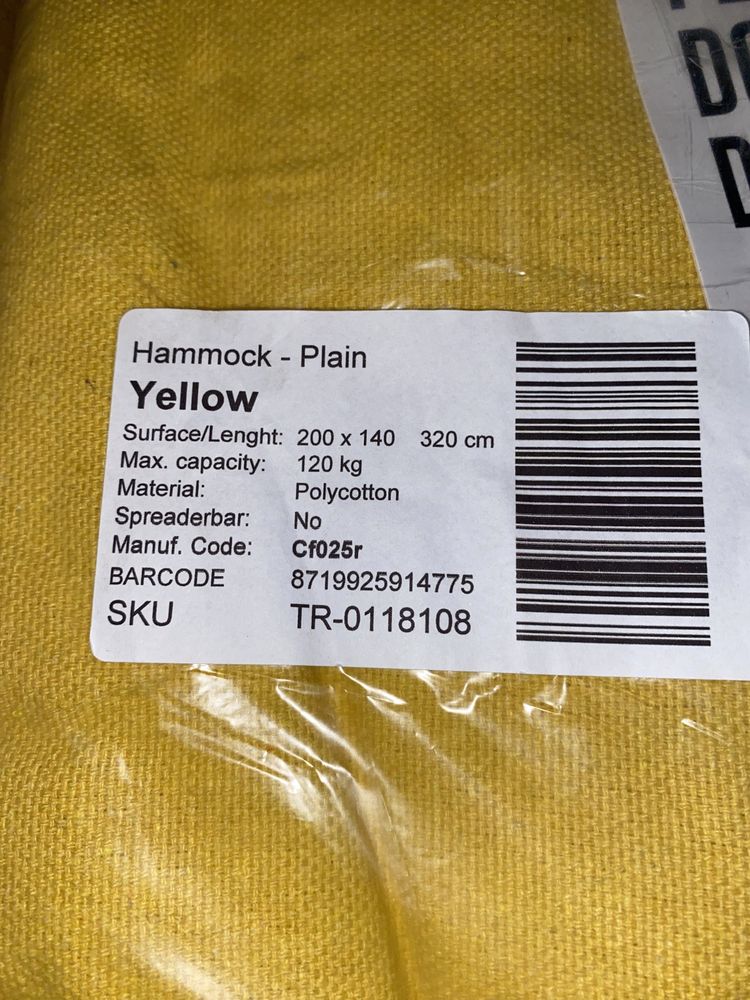 Hammock - Plain
Yellow
Surface/Lenght: 200 x 140 320 cm
Max. capacity: 120 kg
Material: Polycotton
Spreaderbar: No
Manuf. Code: Cf025r
BARCODE 8719925914775
SKU TR-0118108